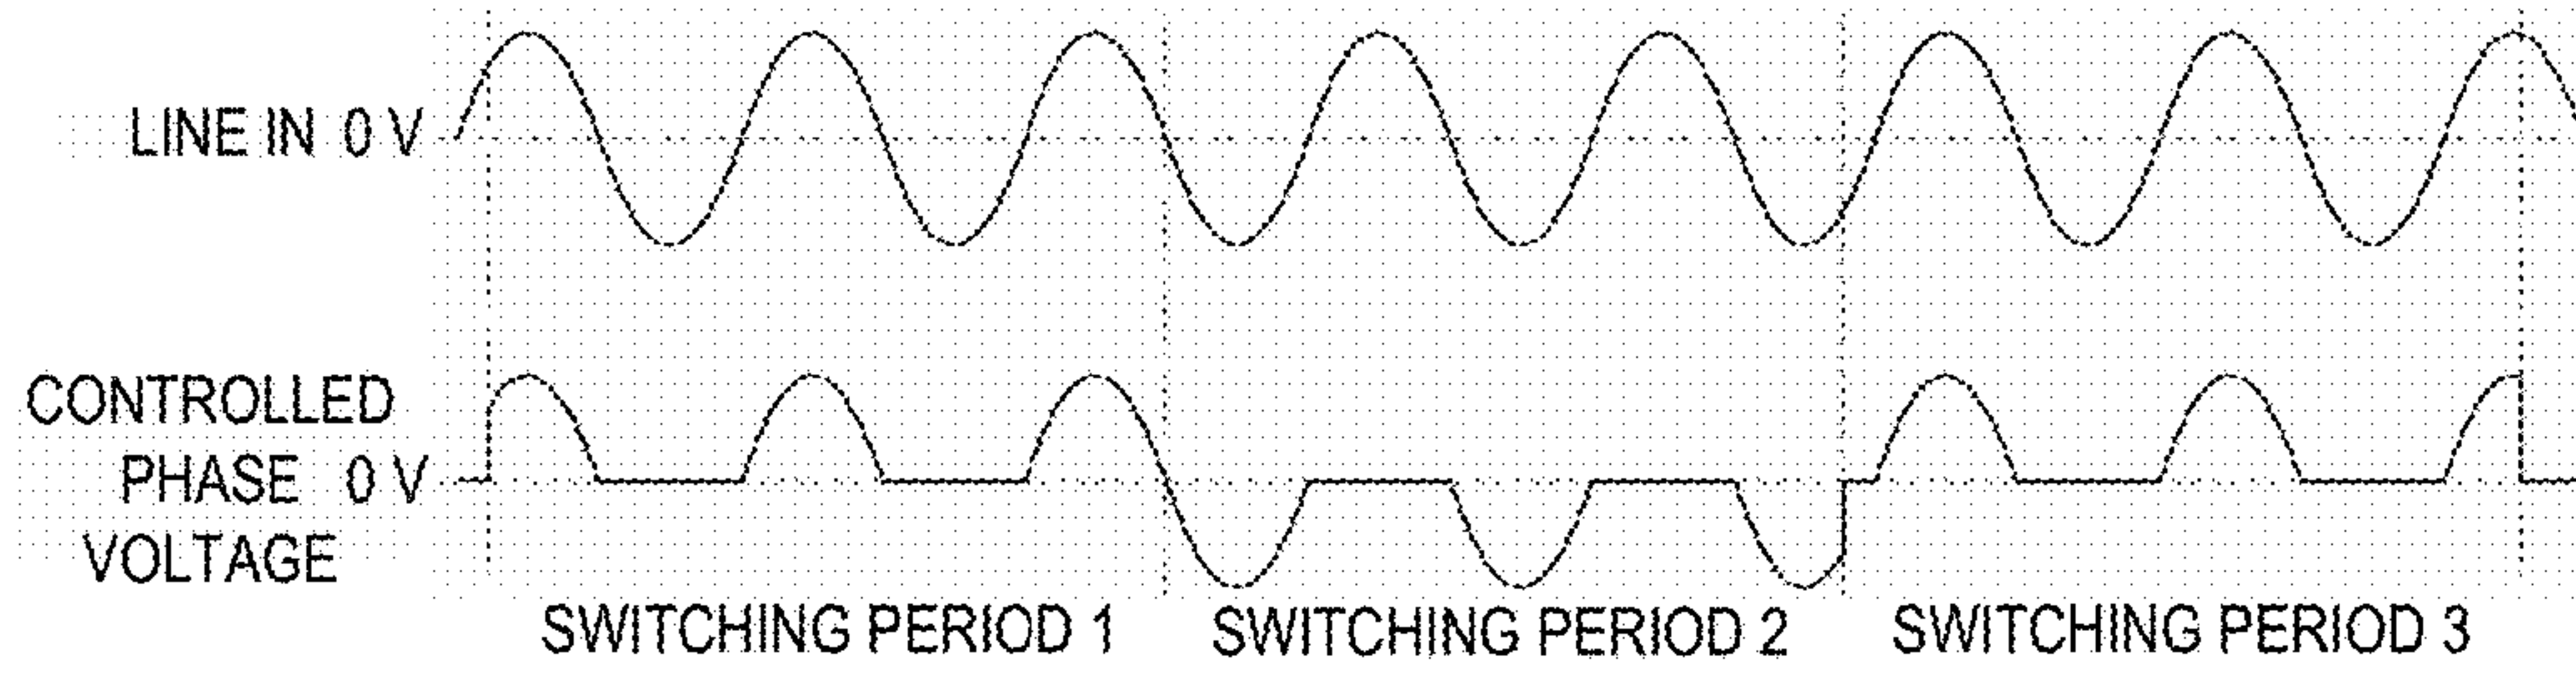 LINE IN 0 V
CONTROLLED
PHASE 0 V
VOLTAGE
SWITCHING PERIOD 1
SWITCHING PERIOD 2
SWITCHING PERIOD 3